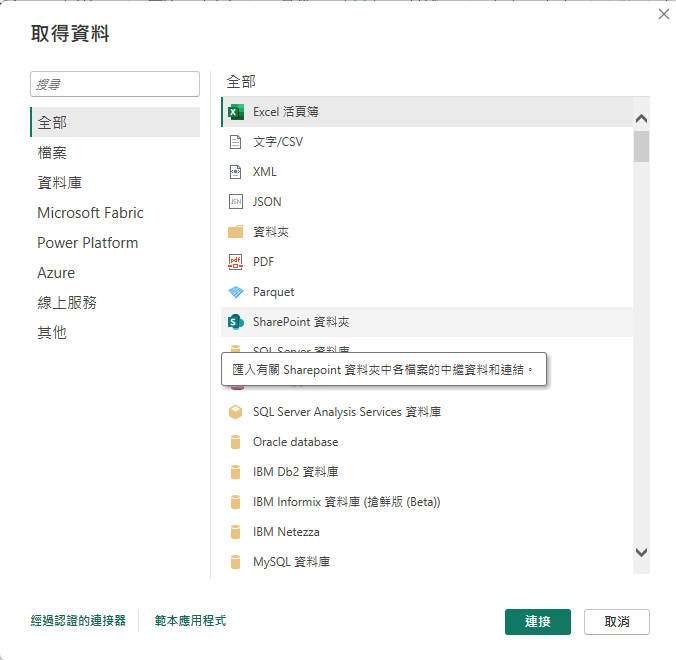 取得資料
搜尋
全部
檔案
資料庫
Microsoft Fabric
Power Platform
Azure
線上服務
其他
全部
Excel 活頁簿
文字/CSV
XML
JSON
資料夾
PDF
Parquet
SharePoint 資料夾
SQL Server 資料庫
匯入有關 Sharepoint 資料夾中各檔案的中繼資料和連結。
SQL Server Analysis Services 資料庫
Oracle database
IBM Db2 資料庫
IBM Informix 資料庫 (搶鮮版 (Beta))
IBM Netezza
MySQL 資料庫
經過認證的連接器
範本應用程式
連接
取消